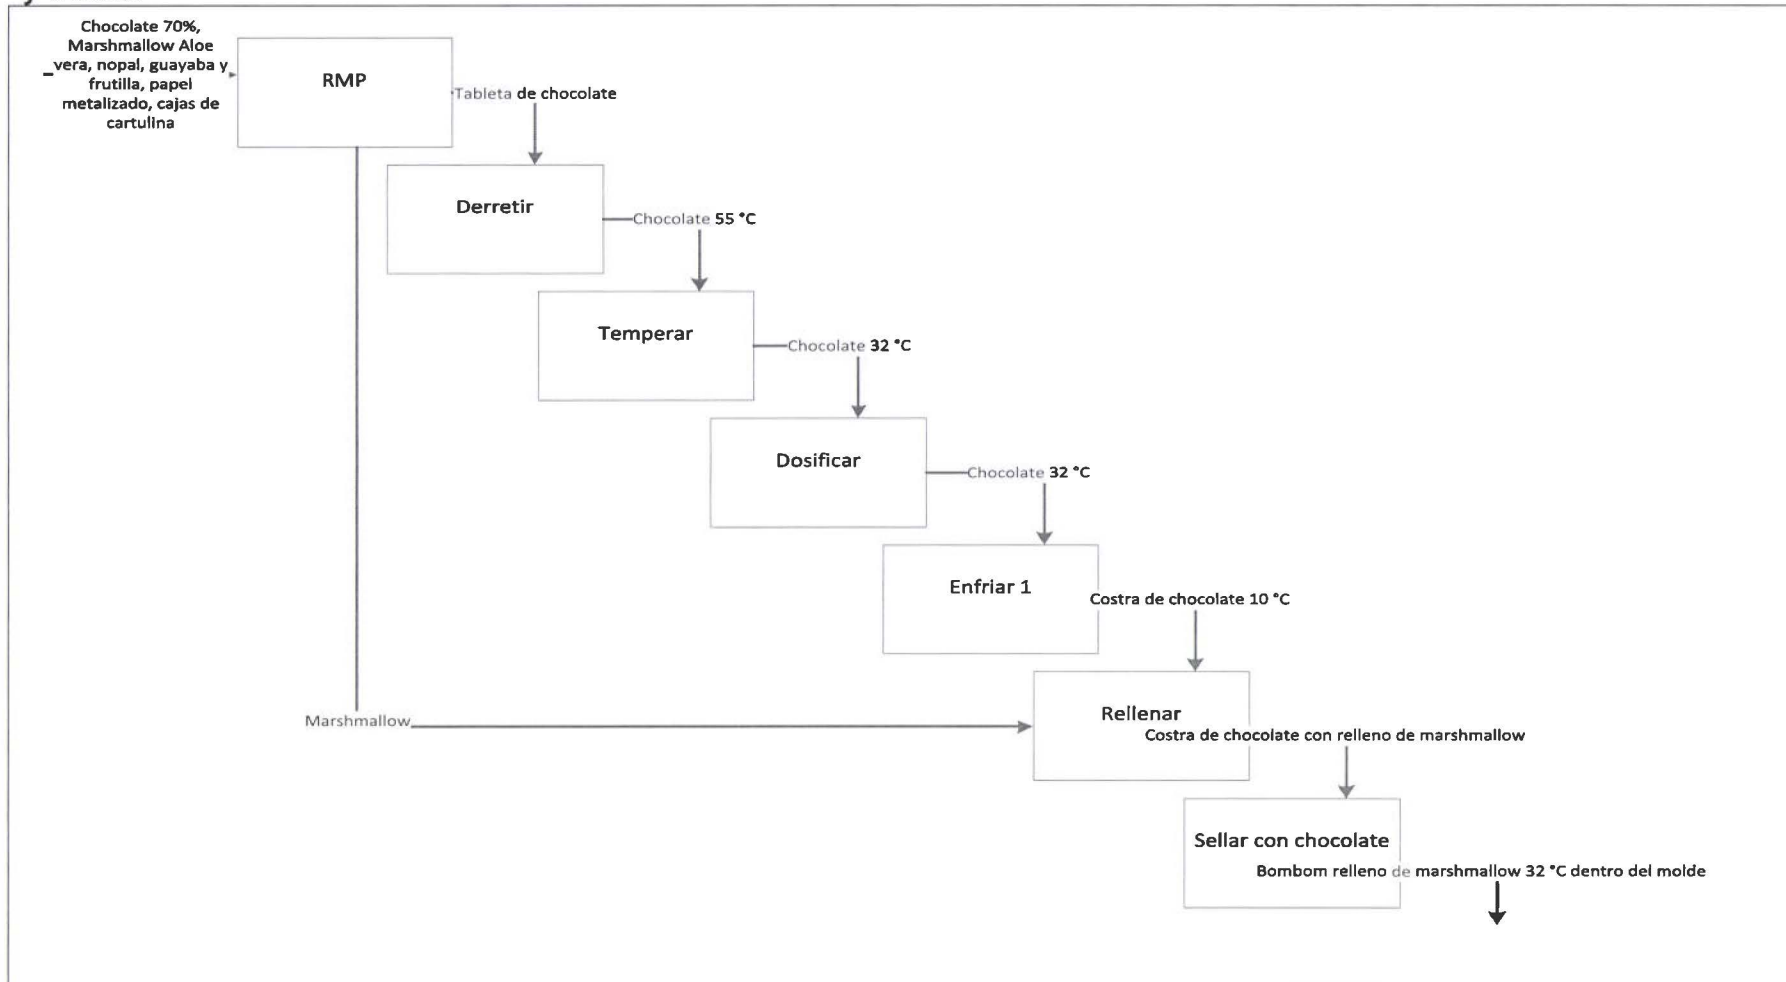 Chocolate 70%,
Marshmallow Aloe
vera, nopal, guayaba y
frutilla, papel
metalizado, cajas de
cartulina
RMP
Tableta de chocolate
Derretir
Chocolate 55 °C
Temperar
Chocolate 32 °C
Dosificar
Chocolate 32 °C
Enfriar 1
Costra de chocolate 10 °C
Marshmallow
Rellenar
Costra de chocolate con relleno de marshmallow
Sellar con chocolate
Bombom relleno de marshmallow 32 °C dentro del molde